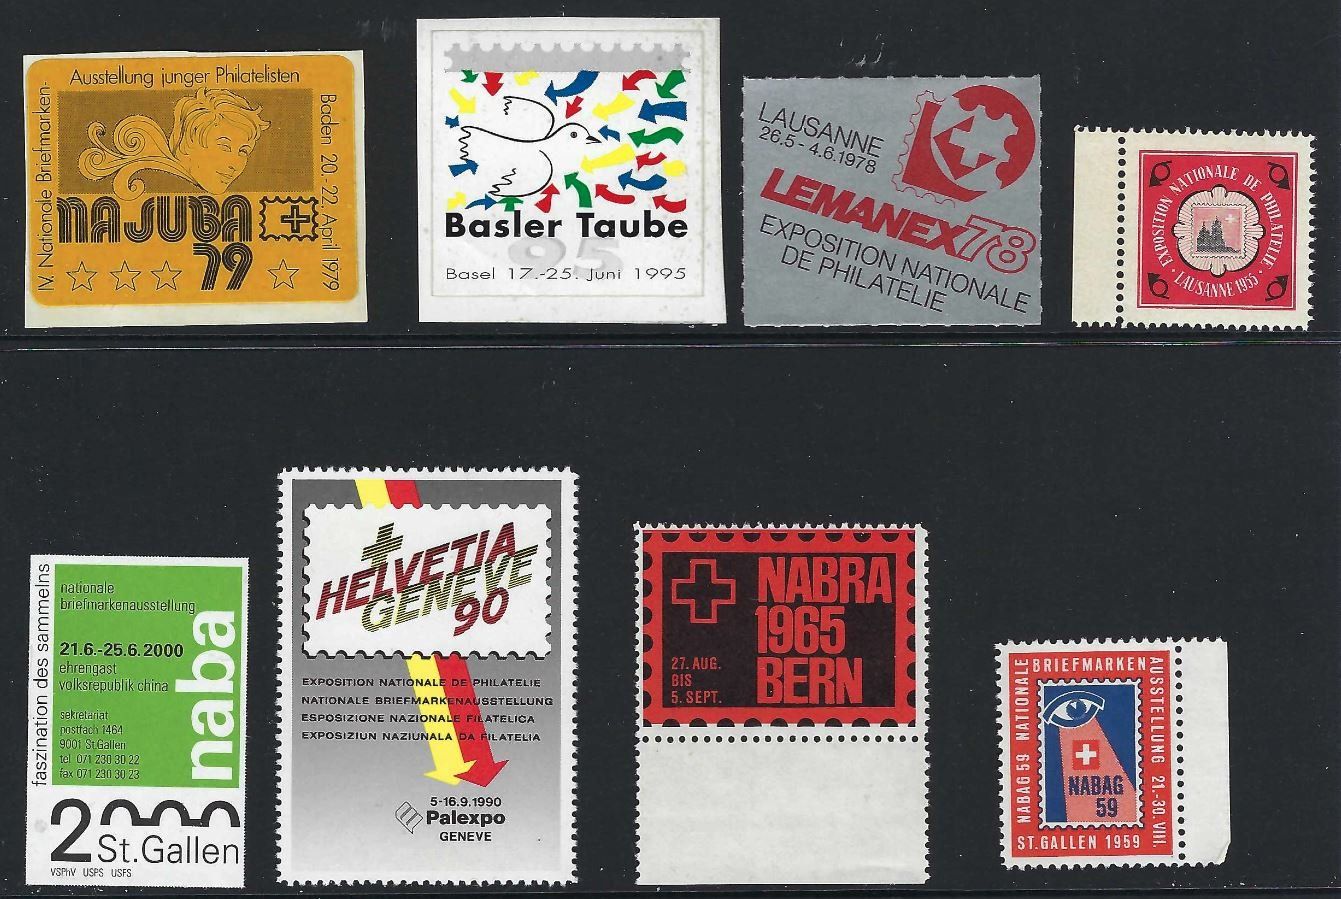 Ausstellung junger Philatelisten
IV. Nationale Briefmarken-
Baden 20.-22. April 1979
NAJUBA
79
Basler Taube
95
Basel 17.-25. Juni 1995
LAUSANNE
26.5 - 4.6.1978
LEMANEX78
EXPOSITION NATIONALE
DE PHILATELIE
EXPOSITION NATIONALE DE PHILATELIE
· LAUSANNE 1955 ·
faszination des sammelns
nationale
briefmarkenausstellung
21.6.-25.6.2000
ehrengast
volksrepublik china
sekretariat
postfach 1464
9001 St.Gallen
tel 071 230 30 22
fax 071 230 30 23
naba
2000
St.Gallen
VSPhV USPS USFS
HELVETIA
GENEVE
90
EXPOSITION NATIONALE DE PHILATELIE
NATIONALE BRIEFMARKENAUSSTELLUNG
ESPOSIZIONE NAZIONALE FILATELICA
EXPOSIZIUN NAZIUNALA DA FILATELIA
5-16.9.1990
Palexpo
GENEVE
NABRA
1965
BERN
27. AUG.
BIS
5. SEPT.
NABAG 59 NATIONALE
BRIEFMARKEN
AUSSTELLUNG 21.-30. VIII.
NABAG
59
ST. GALLEN 1959